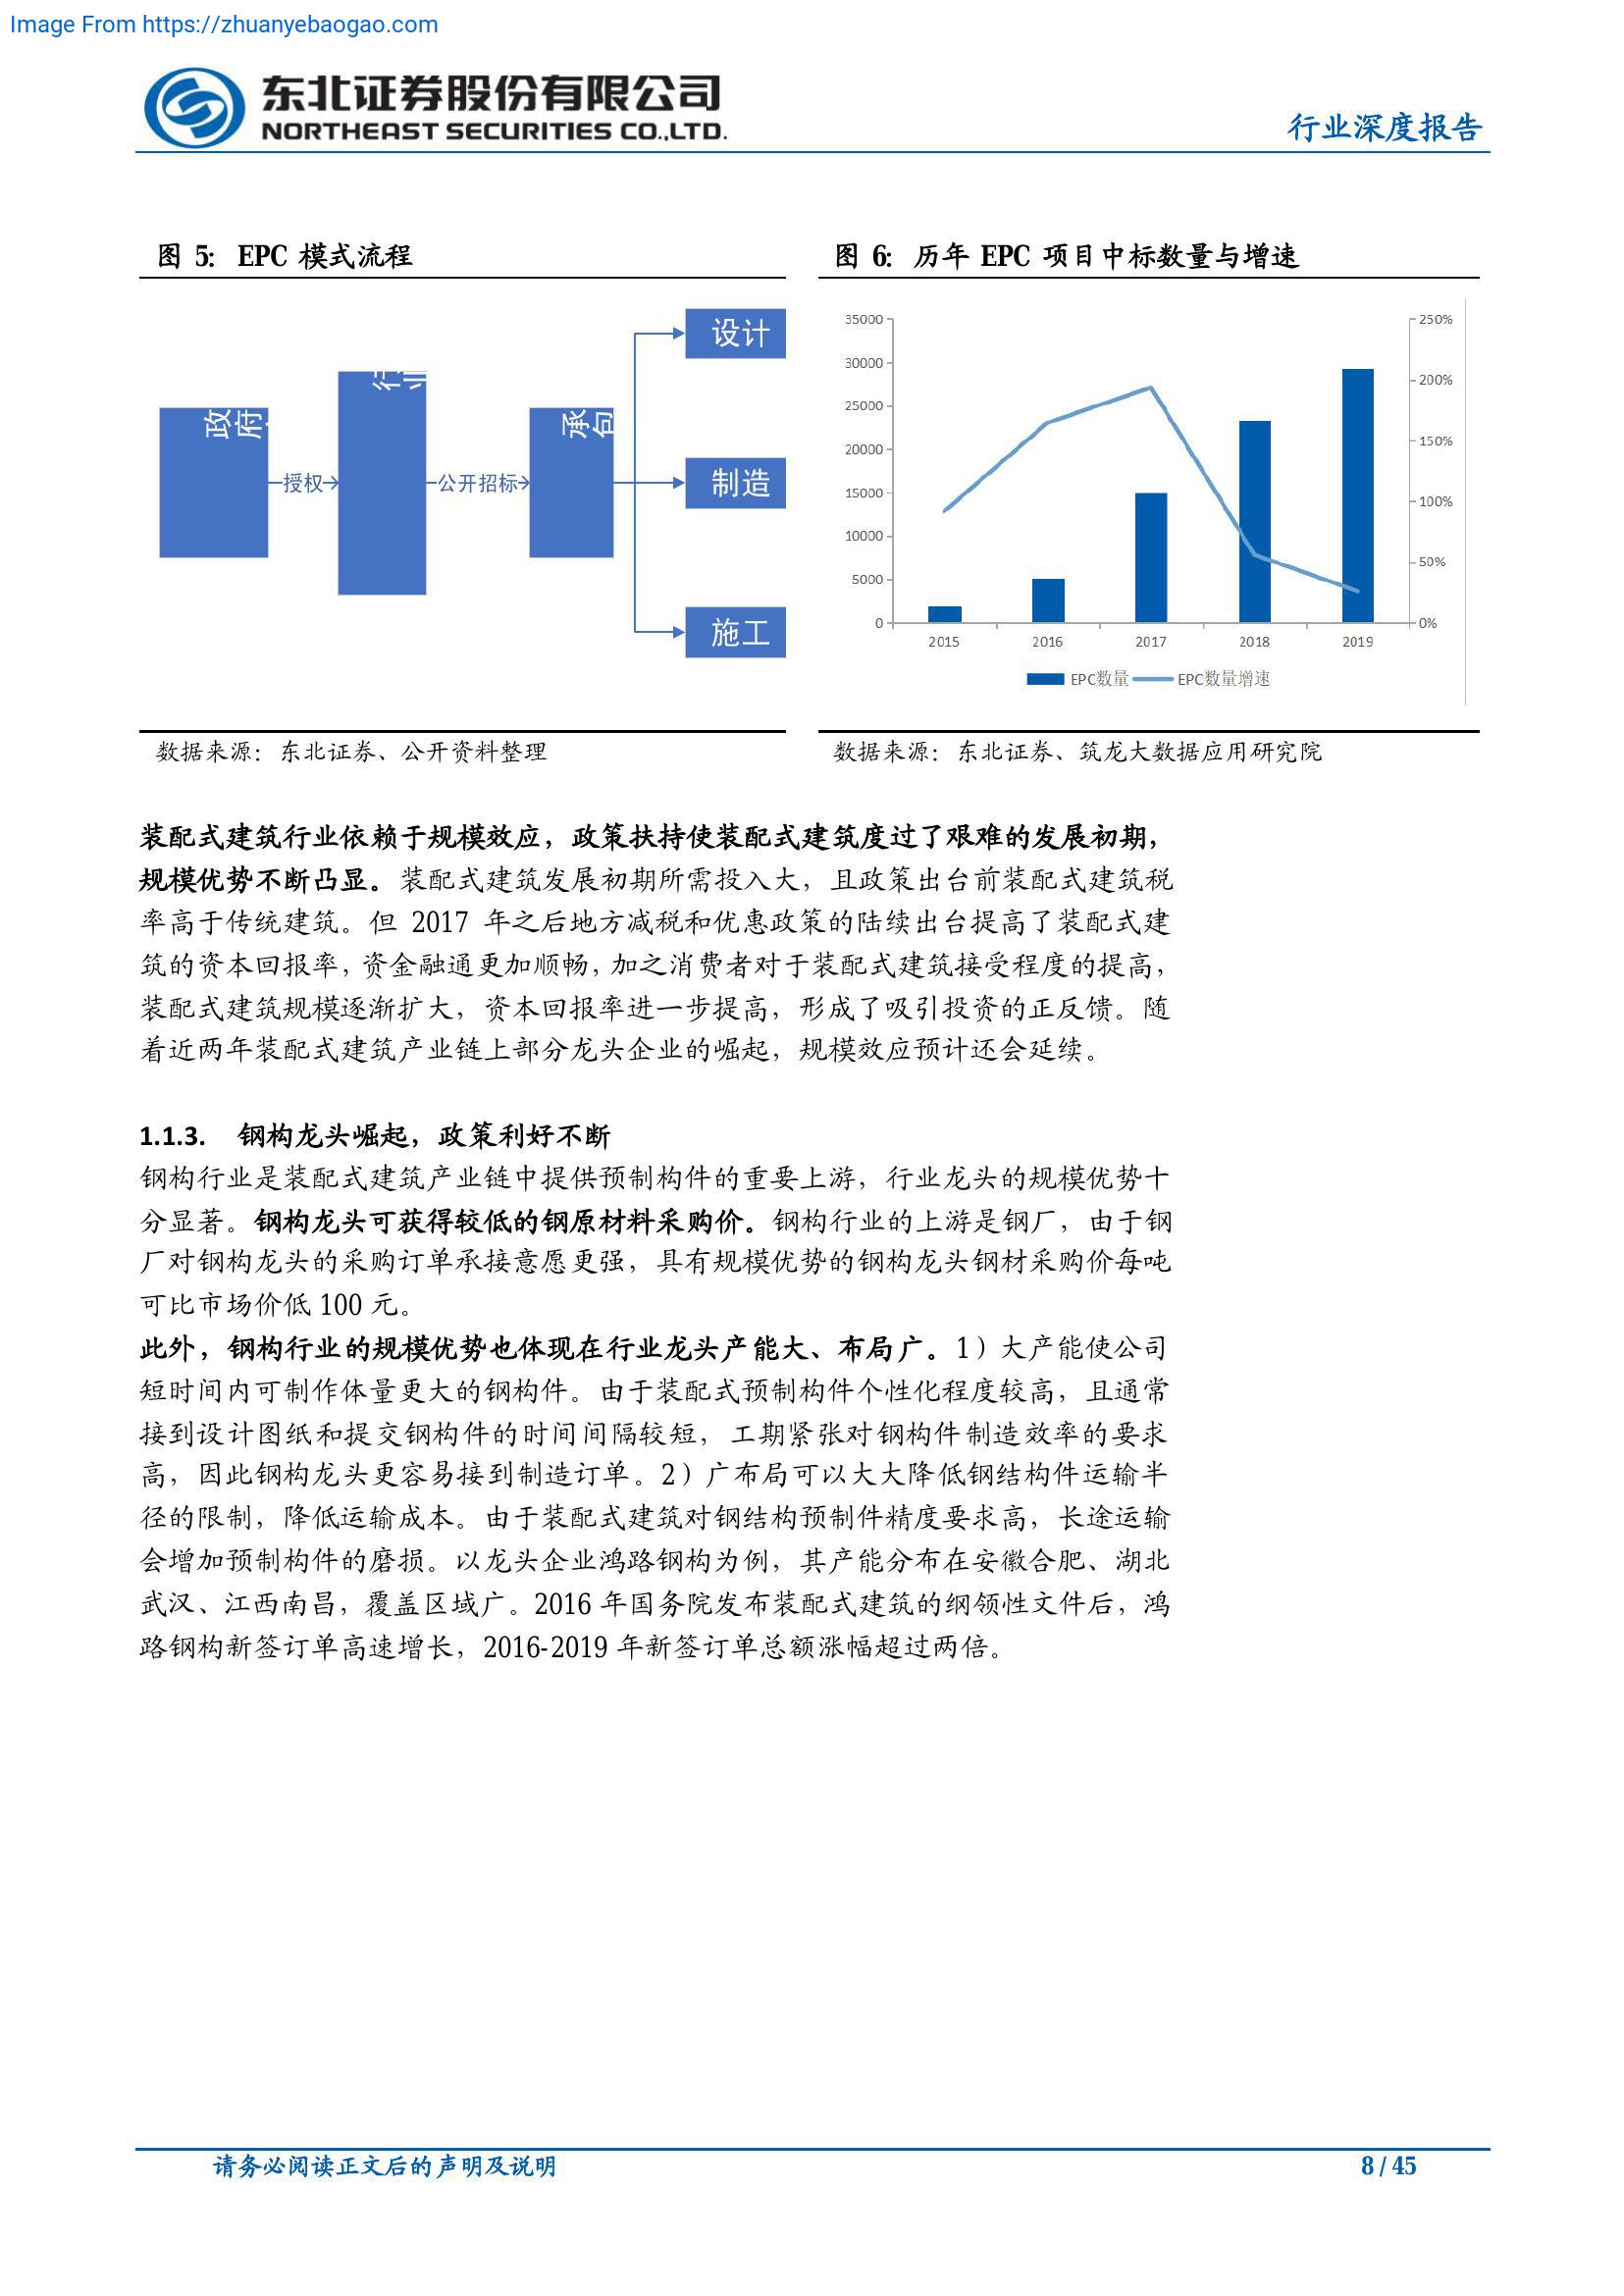 Image From https://zhuanyebaogao.com
东北证券股份有限公司
NORTHEAST SECURITIES CO.,LTD.
行业深度报告
图 5: EPC 模式流程
设计
行业
政府
承包
授权
公开招标
制造
施工
数据来源：东北证券、公开资料整理
图 6: 历年 EPC 项目中标数量与增速
35000
30000
25000
20000
15000
10000
5000
0
250%
200%
150%
100%
50%
0%
2015 2016 2017 2018 2019
EPC数量 EPC数量增速
数据来源：东北证券、筑龙大数据应用研究院
装配式建筑行业依赖于规模效应，政策扶持使装配式建筑度过了艰难的发展初期，
规模优势不断凸显。装配式建筑发展初期所需投入大，且政策出台前装配式建筑税
率高于传统建筑。但 2017 年之后地方减税和优惠政策的陆续出台提高了装配式建
筑的资本回报率，资金融通更加顺畅，加之消费者对于装配式建筑接受程度的提高，
装配式建筑规模逐渐扩大，资本回报率进一步提高，形成了吸引投资的正反馈。随
着近两年装配式建筑产业链上部分龙头企业的崛起，规模效应预计还会延续。
1.1.3. 钢构龙头崛起，政策利好不断
钢构行业是装配式建筑产业链中提供预制构件的重要上游，行业龙头的规模优势十
分显著。钢构龙头可获得较低的钢原材料采购价。钢构行业的上游是钢厂，由于钢
厂对钢构龙头的采购订单承接意愿更强，具有规模优势的钢构龙头钢材采购价每吨
可比市场价低 100 元。
此外，钢构行业的规模优势也体现在行业龙头产能大、布局广。1）大产能使公司
短时间内可制作体量更大的钢构件。由于装配式预制构件个性化程度较高，且通常
接到设计图纸和提交钢构件的时间间隔较短，工期紧张对钢构件制造效率的要求
高，因此钢构龙头更容易接到制造订单。2）广布局可以大大降低钢结构件运输半
径的限制，降低运输成本。由于装配式建筑对钢结构预制件精度要求高，长途运输
会增加预制构件的磨损。以龙头企业鸿路钢构为例，其产能分布在安徽合肥、湖北
武汉、江西南昌，覆盖区域广。2016 年国务院发布装配式建筑的纲领性文件后，鸿
路钢构新签订单高速增长，2016-2019 年新签订单总额涨幅超过两倍。
请务必阅读正文后的声明及说明
8 / 45